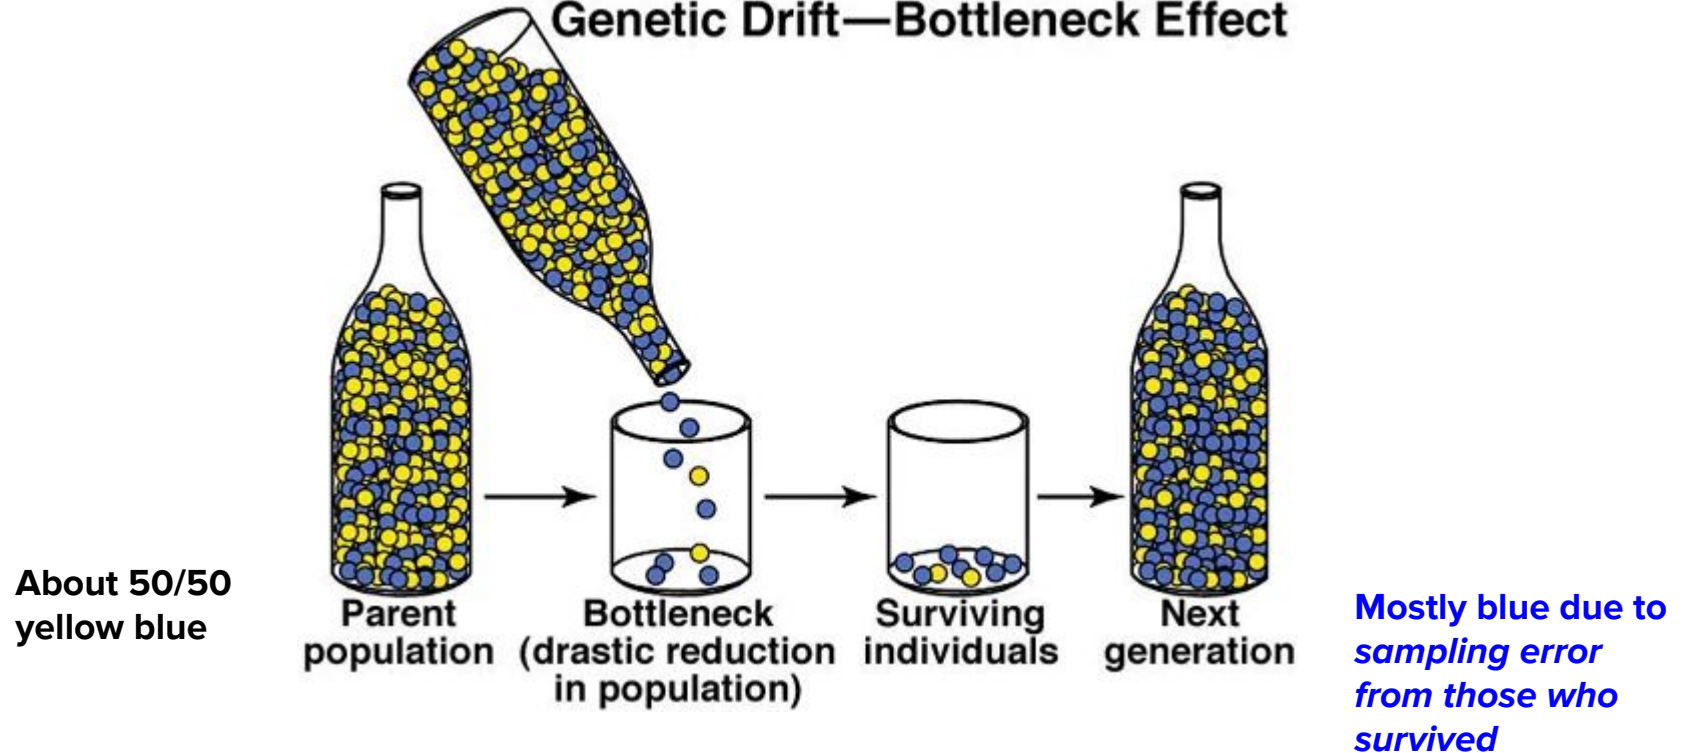 Genetic Drift—Bottleneck Effect
About 50/50
yellow blue
Parent
population
Bottleneck
(drastic reduction
in population)
Surviving
individuals
Next
generation
Mostly blue due to
sampling error
from those who
survived